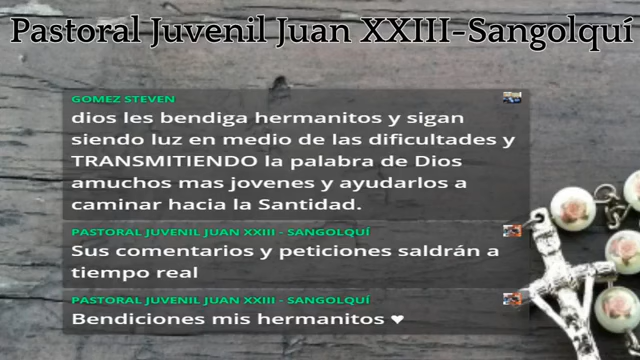 Pastoral Juvenil Juan XXIII-Sangolquí
GOMEZ STEVEN
dios les bendiga hermanitos y sigan
siendo luz en medio de las dificultades y
TRANSMITIENDO la palabra de Dios
amuchos mas jovenes y ayudarlos a
caminar hacia la Santidad.
PASTORAL JUVENIL JUAN XXIII - SANGOLQUÍ
Sus comentarios y peticiones saldrán a
tiempo real
PASTORAL JUVENIL JUAN XXIII - SANGOLQUÍ
Bendiciones mis hermanitos ❤